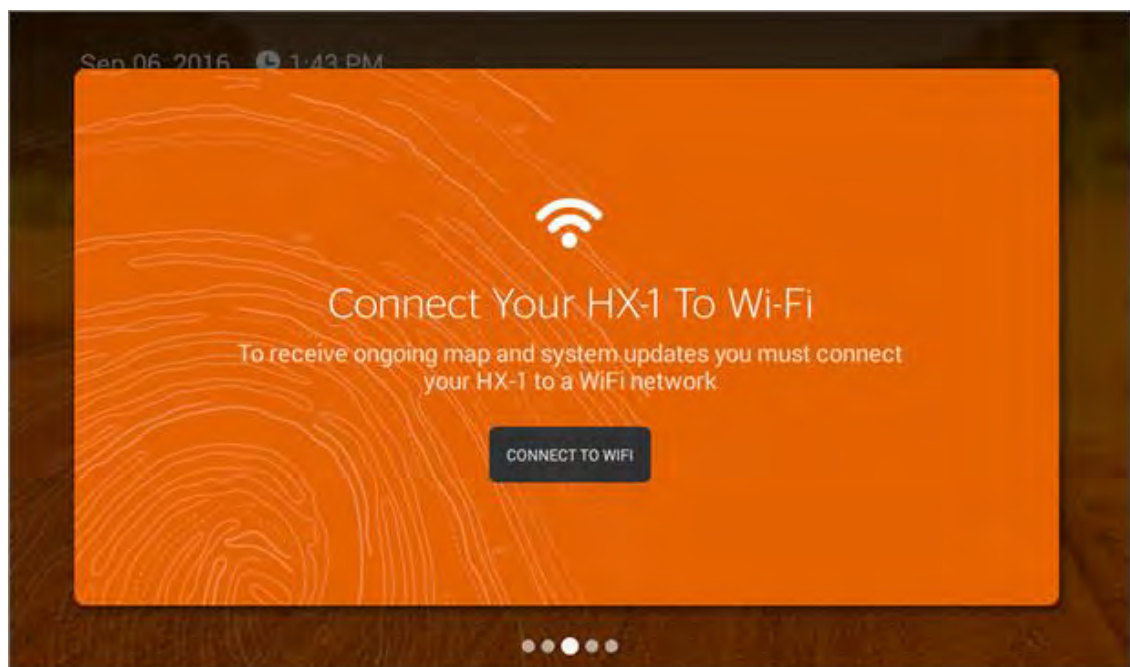 Sep 06, 2016 1:43 PM
Connect Your HX-1 To Wi-Fi
To receive ongoing map and system updates you must connect
your HX-1 to a WiFi network
CONNECT TO WIFI